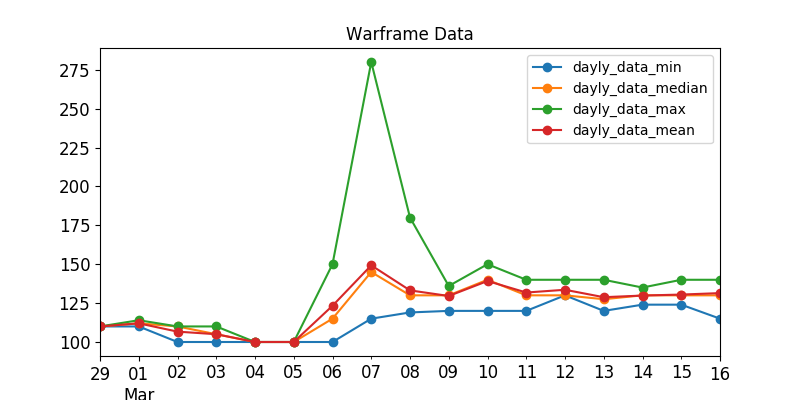 Warframe Data
dayly_data_min
dayly_data_median
dayly_data_max
dayly_data_mean
275
250
225
200
175
150
125
100
29 01 02 03 04 05 06 07 08 09 10 11 12 13 14 15 16
Mar